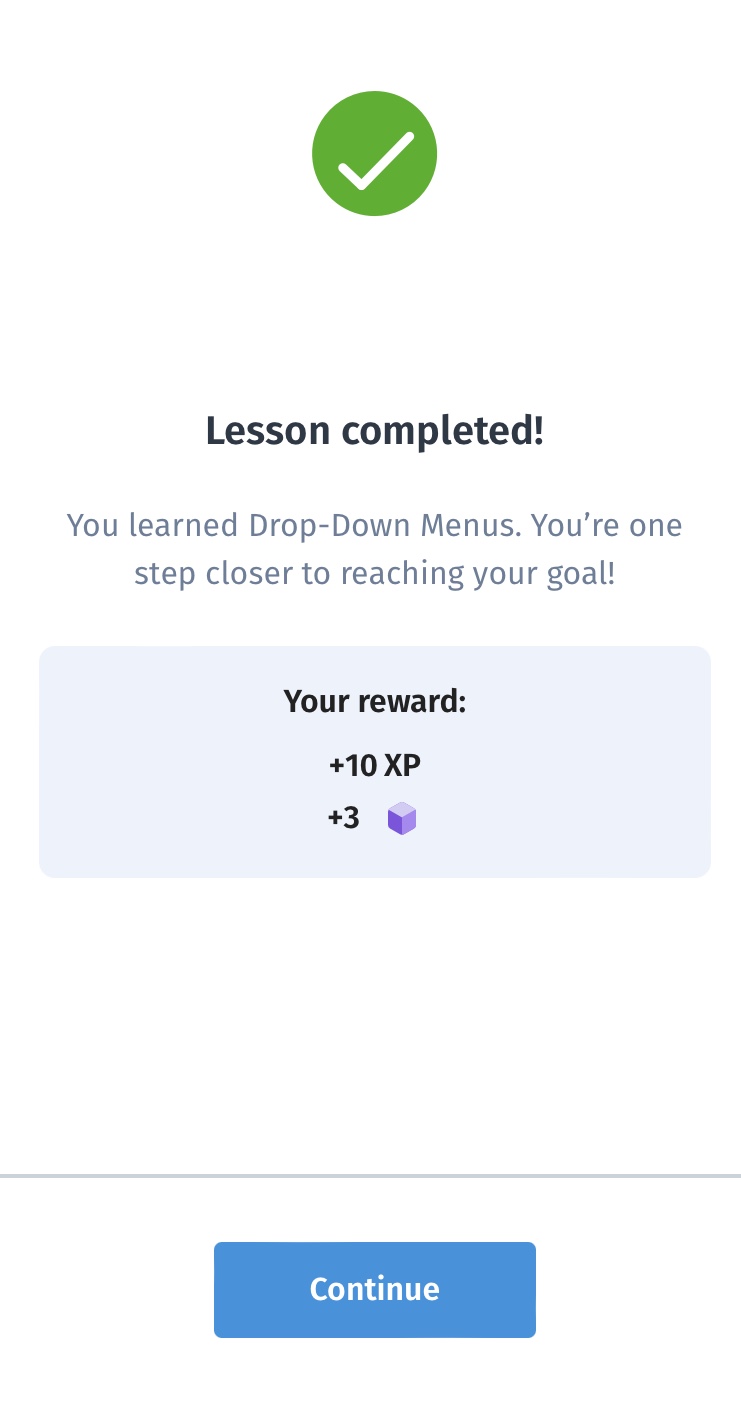 Lesson completed!
You learned Drop-Down Menus. You’re one
step closer to reaching your goal!
Your reward:
+10 XP
+3
Continue